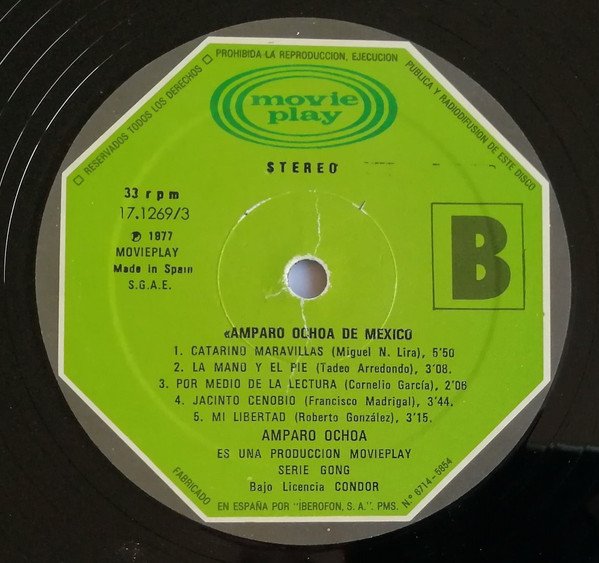 □ RESERVADOS TODOS LOS DERECHOS □ PROHIBIDA LA REPRODUCCION, EJECUCION PUBLICA Y RADIODIFUSION DE ESTE DISCO
movie
play
STEREO
33 rpm
17.1269/3
℗ 1977
MOVIEPLAY
Made in Spain
S.G.A.E.
B
«AMPARO OCHOA DE MEXICO
1. CATARINO MARAVILLAS (Miguel N. Lira), 5'50
2. LA MANO Y EL PIE (Tadeo Arredondo), 3'08.
3. POR MEDIO DE LA LECTURA (Cornelio García), 2'06
4. JACINTO CENOBIO (Francisco Madrigal), 3'44.
5. MI LIBERTAD (Roberto González), 3'15.
AMPARO OCHOA
ES UNA PRODUCCION MOVIEPLAY
SERIE GONG
Bajo Licencia CONDOR
FABRICADO EN ESPAÑA POR "IBEROFON, S. A.". PMS. N.º 6714-5854